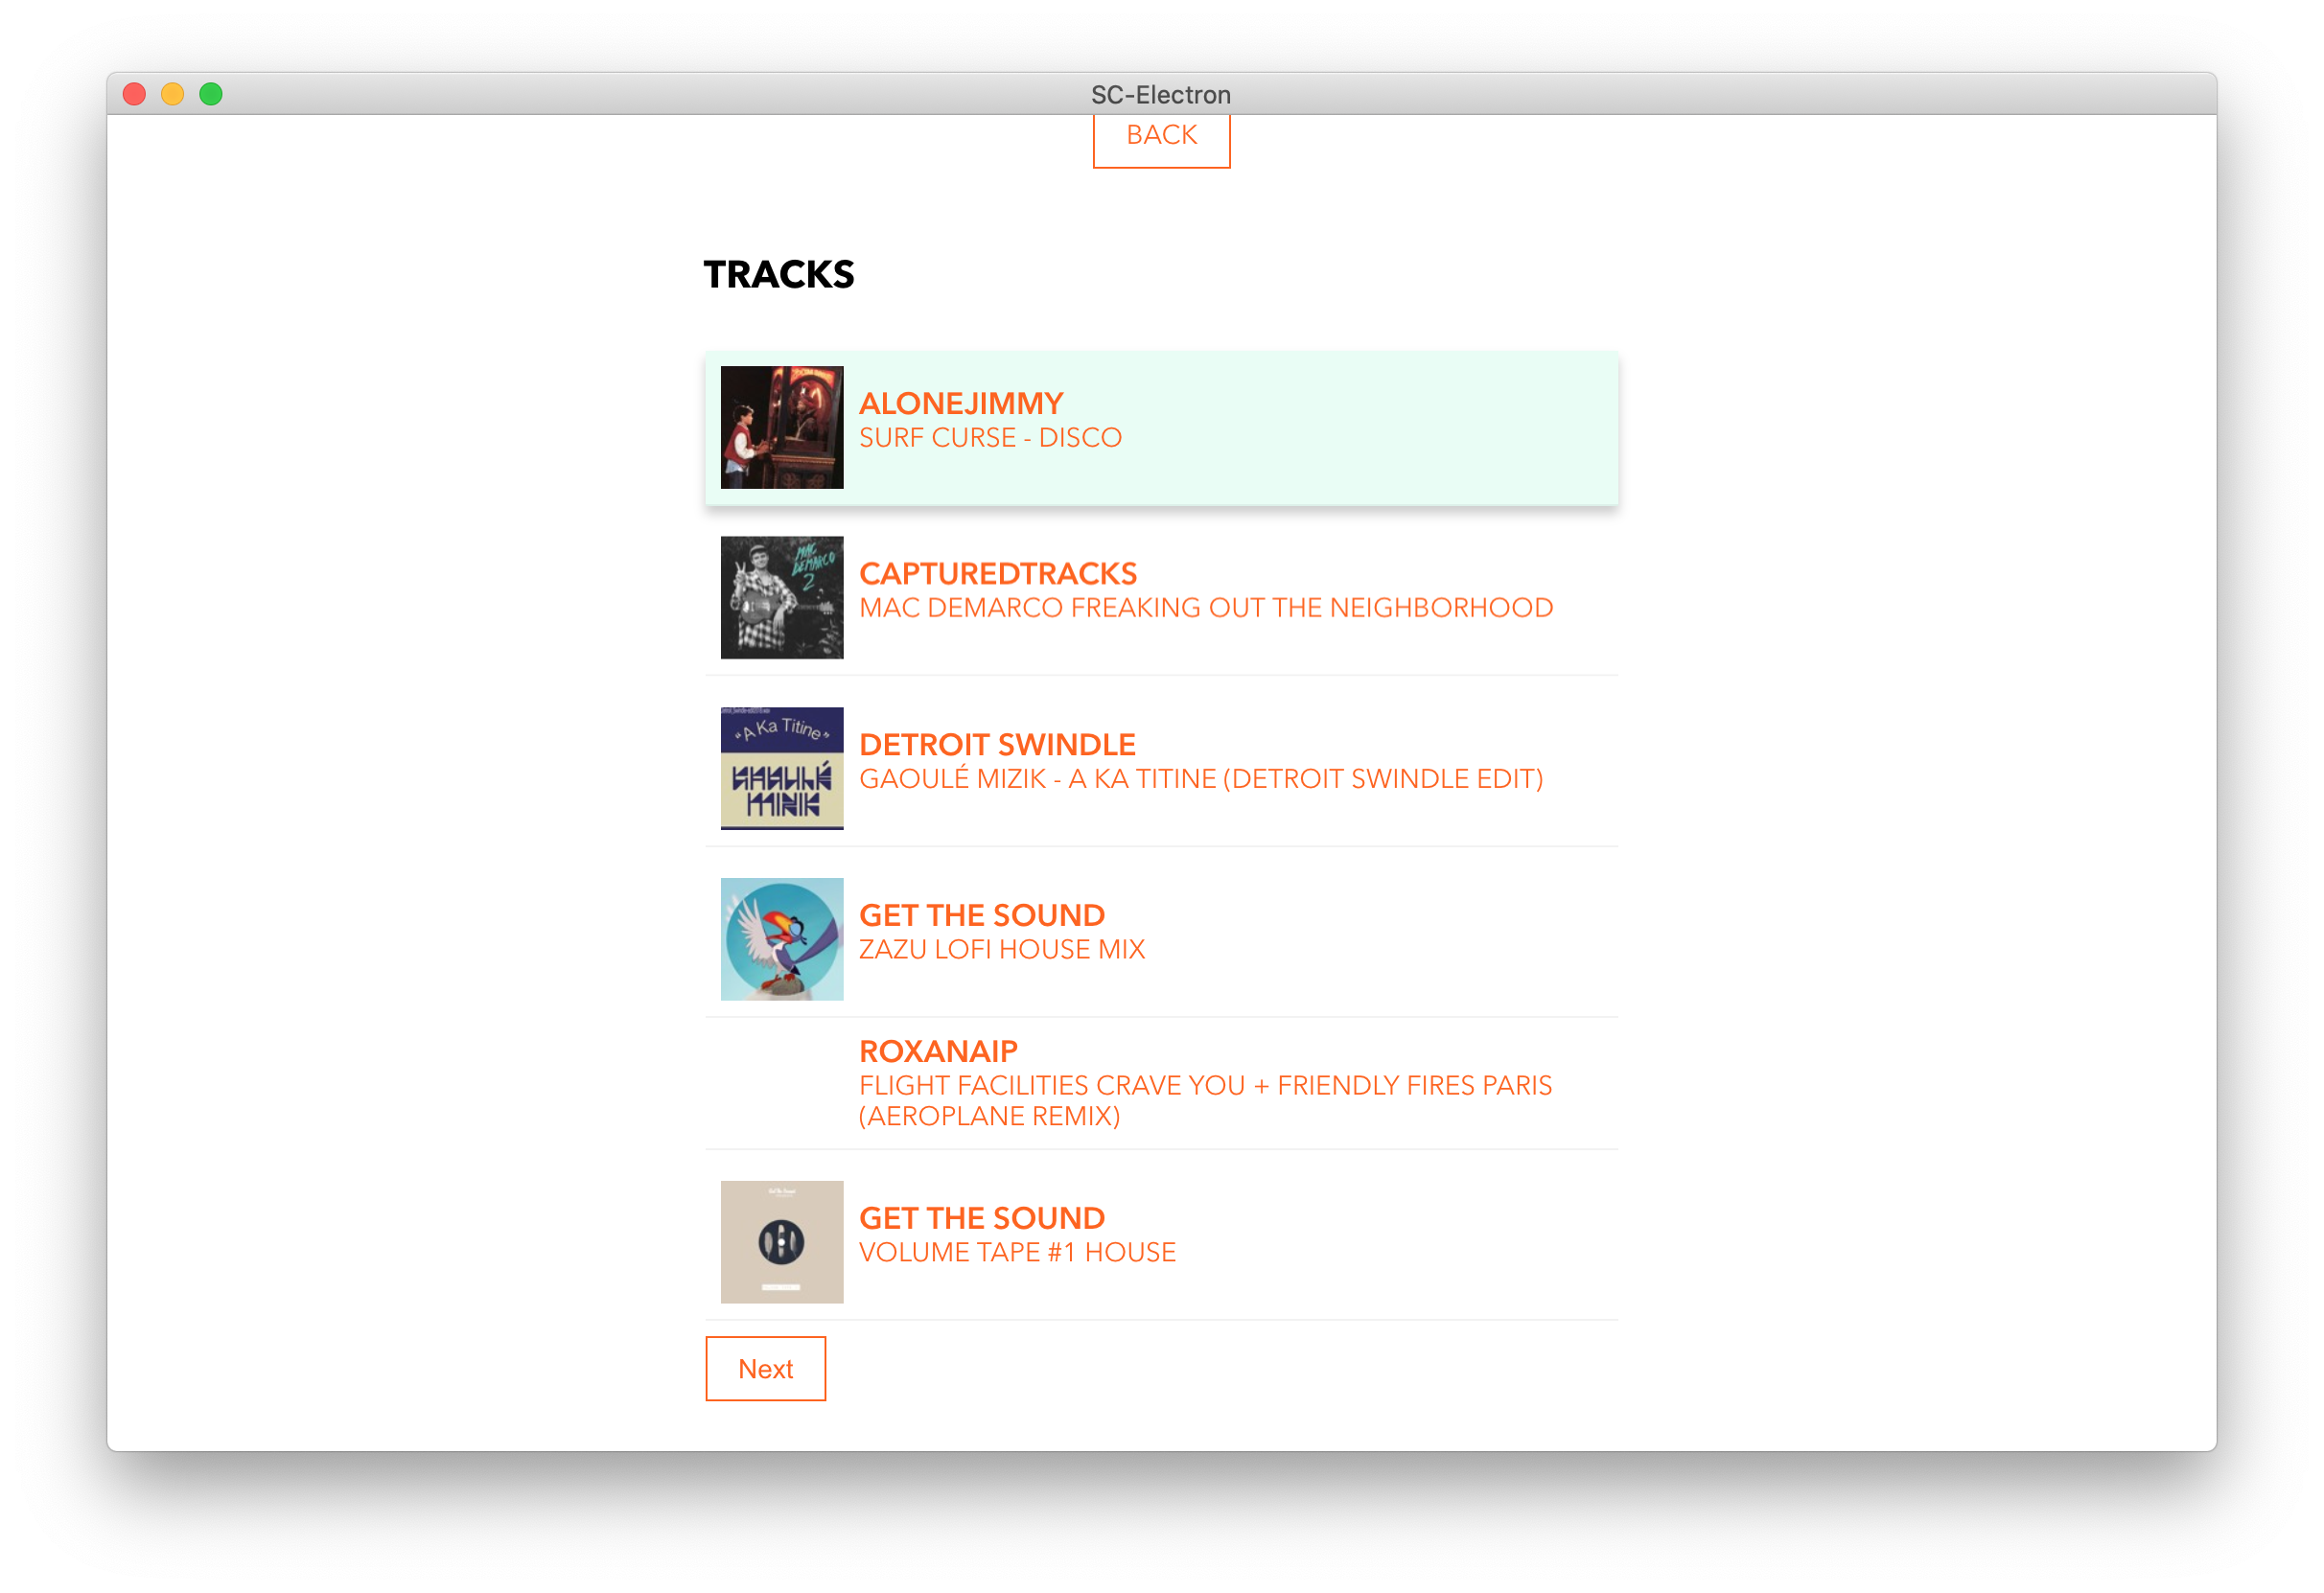 SC-Electron
BACK
TRACKS
ALONEJIMMY
SURF CURSE - DISCO
MAC
DEMARCO
2
CAPTUREDTRACKS
MAC DEMARCO FREAKING OUT THE NEIGHBORHOOD
"A Ka Titine"
GAOULÉ
MIZIK
DETROIT SWINDLE
GAOULÉ MIZIK - A KA TITINE (DETROIT SWINDLE EDIT)
GET THE SOUND
ZAZU LOFI HOUSE MIX
ROXANAIP
FLIGHT FACILITIES CRAVE YOU + FRIENDLY FIRES PARIS
(AEROPLANE REMIX)
GET THE SOUND
VOLUME TAPE #1 HOUSE
Next